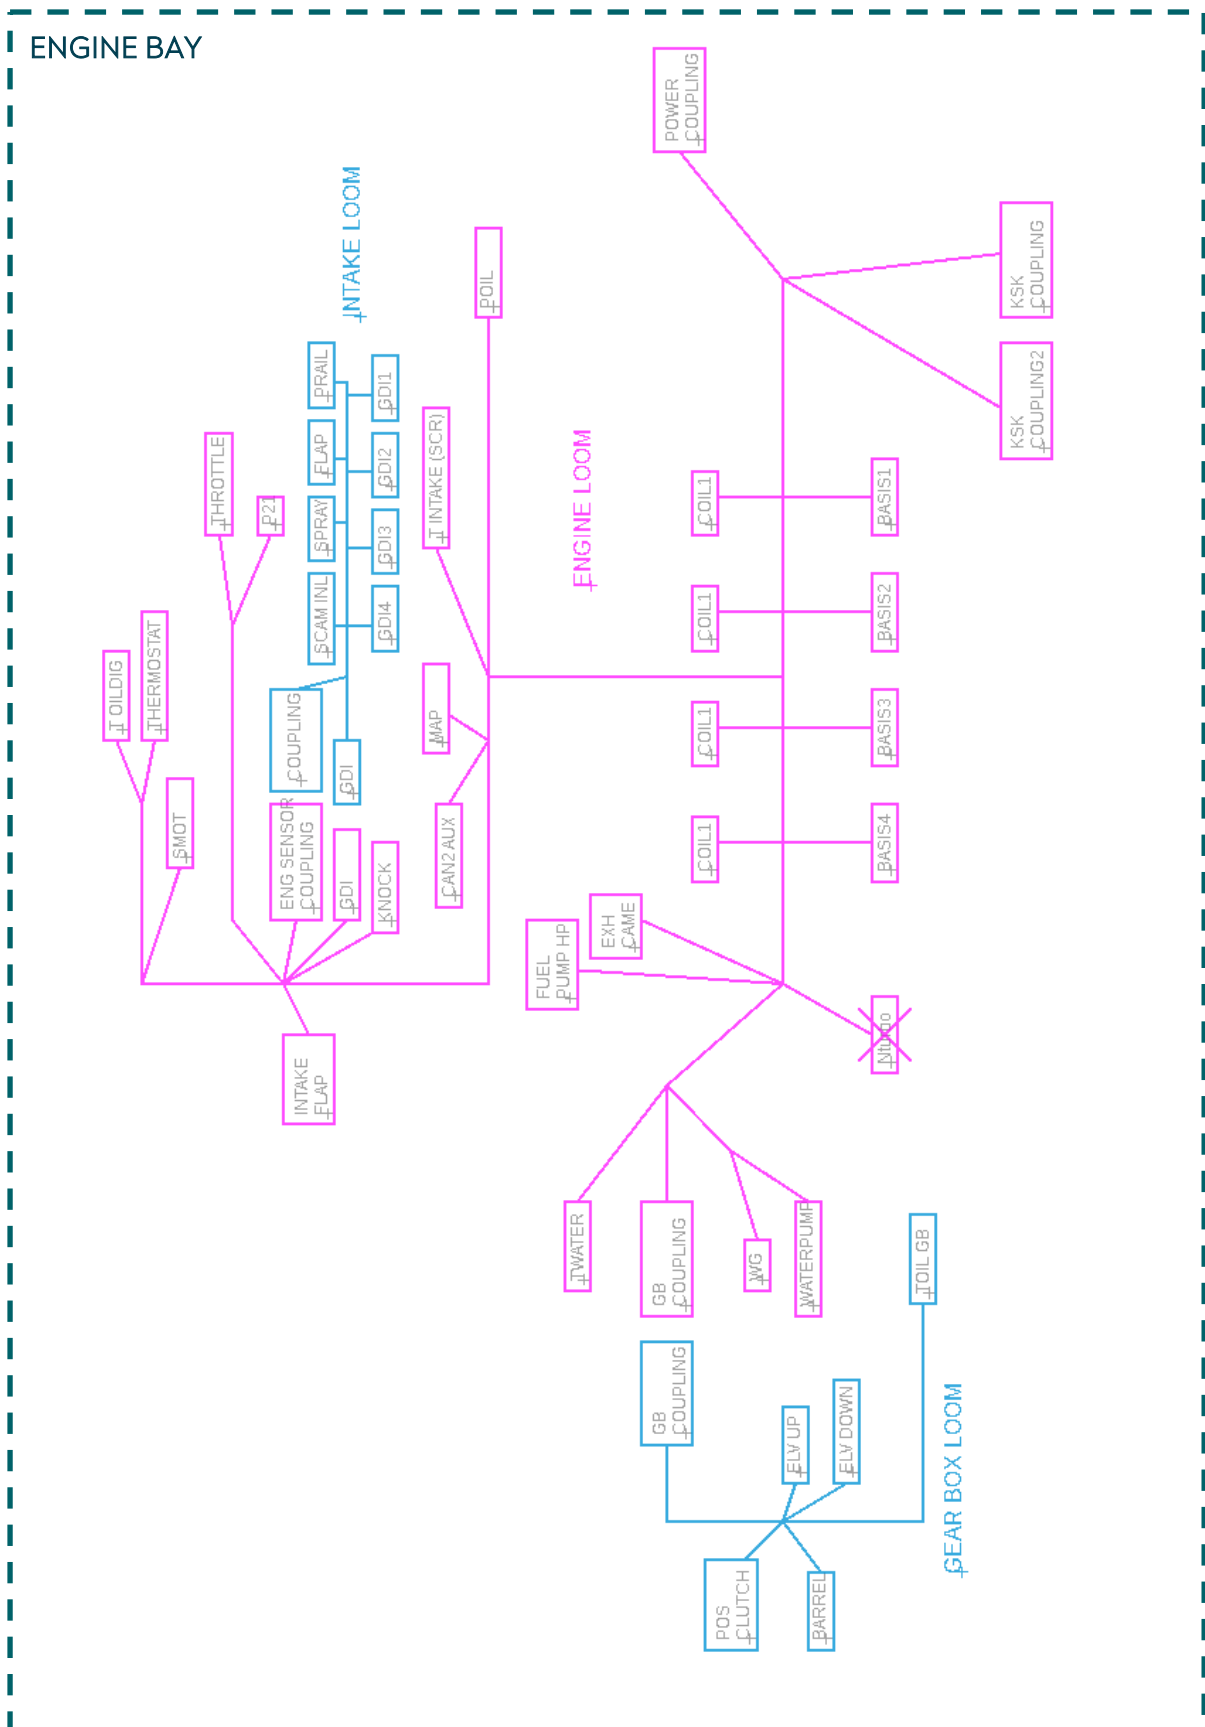 ENGINE BAY
POWER
COUPLING
INTAKE LOOM
KSK
COUPLING
POIL
PRAIL
GDI1
KSK
COUPLING2
T INTAKE (SCR)
FLAP
GDI2
THROTTLE
P21
ENGINE LOOM
SPRAY
GDI3
COIL1
BASIS1
SCAM INL
GDI4
COIL1
BASIS2
T OILDIG
THERMOSTAT
COUPLING
GDI
MAP
COIL1
BASIS3
SMOT
ENG SENSOR
COUPLING
GDI
KNOCK
CAN2 AUX
COIL1
BASIS4
FUEL
PUMP HP
EXH
CAME
Nturbo
INTAKE
FLAP
TWATER
GB
COUPLING
WG
WATERPUMP
TOIL GB
GB
COUPLING
ELV UP
ELV DOWN
GEAR BOX LOOM
POS
CLUTCH
BARREL